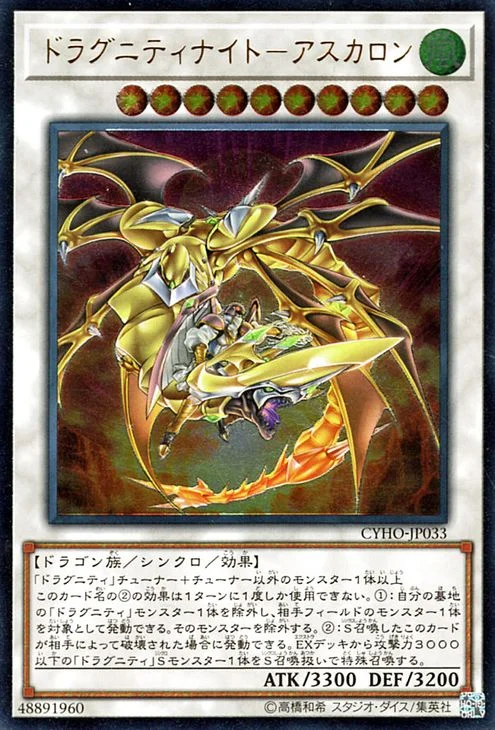 ドラグニティナイト－アスカロン
風
CYHO-JP033
【ドラゴン族／シンクロ／効果】
「ドラグニティ」チューナー＋チューナー以外のモンスター1体以上
このカード名の②の効果は1ターンに1度しか使用できない。①：自分の墓地
の「ドラグニティ」モンスター1体を除外し、相手フィールドのモンスター1体
を対象として発動できる。そのモンスターを除外する。②：S召喚したこのカード
が相手によって破壊された場合に発動できる。EXデッキから攻撃力3000
以下の「ドラグニティ」Sモンスター1体をS召喚扱いで特殊召喚する。
ATK/3300 DEF/3200
48891960 ©高橋和希 スタジオ・ダイス/集英社